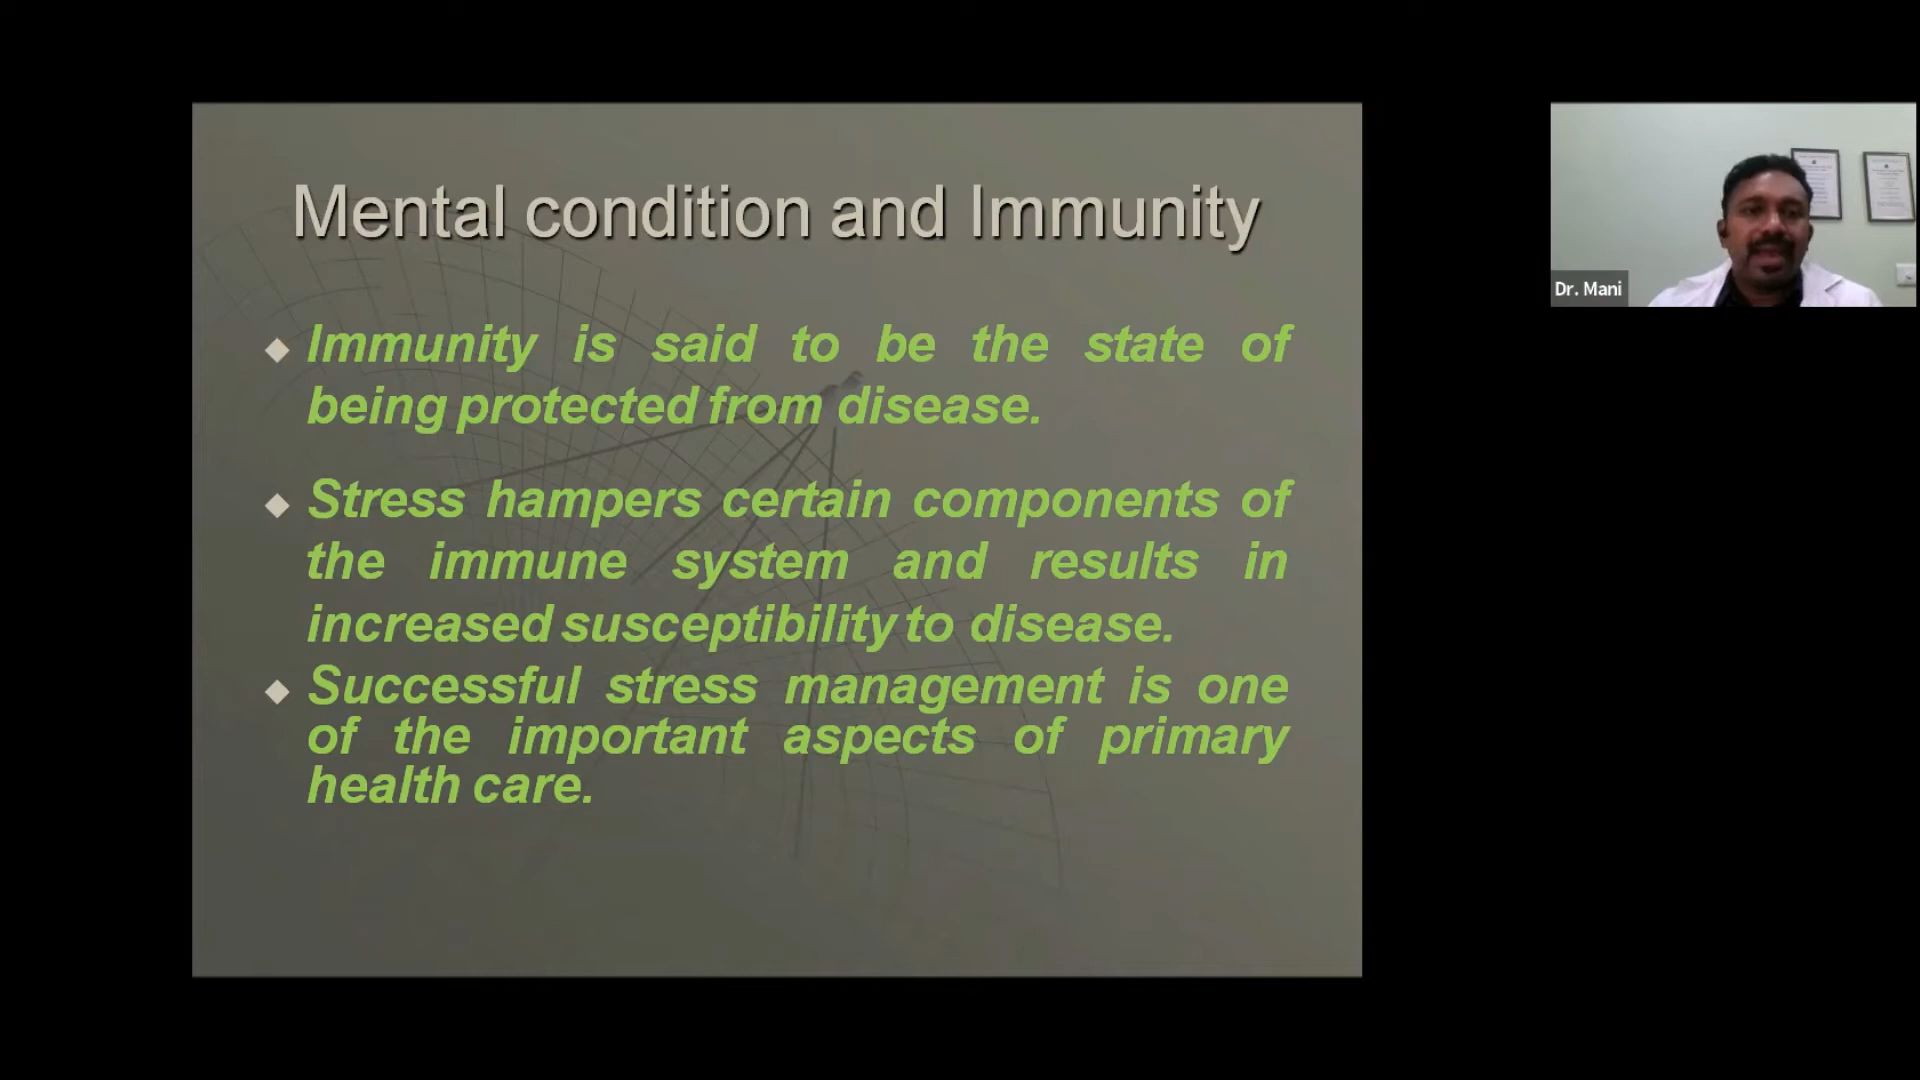 Mental condition and Immunity
Immunity is said to be the state of
being protected from disease.
Stress hampers certain components of
the immune system and results in
increased susceptibility to disease.
Successful stress management is one
of the important aspects of primary
health care.
Dr. Mani